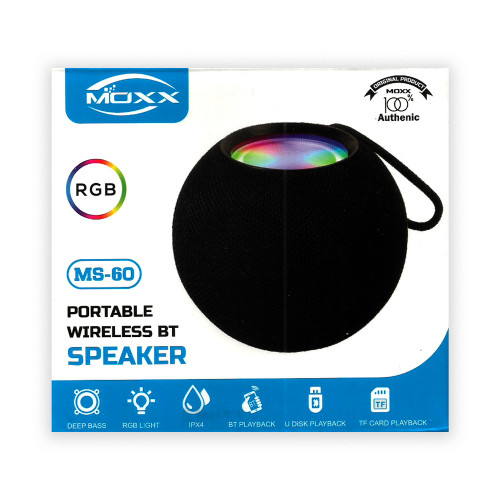 MOXX
ORIGINAL PRODUCT
MOXX
100%
Authenic
RGB
MS-60
PORTABLE
WIRELESS BT
SPEAKER
TF
DEEP BASS
RGB LIGHT
IPX4
BT PLAYBACK
U DISK PLAYBACK
TF CARD PLAYBACK